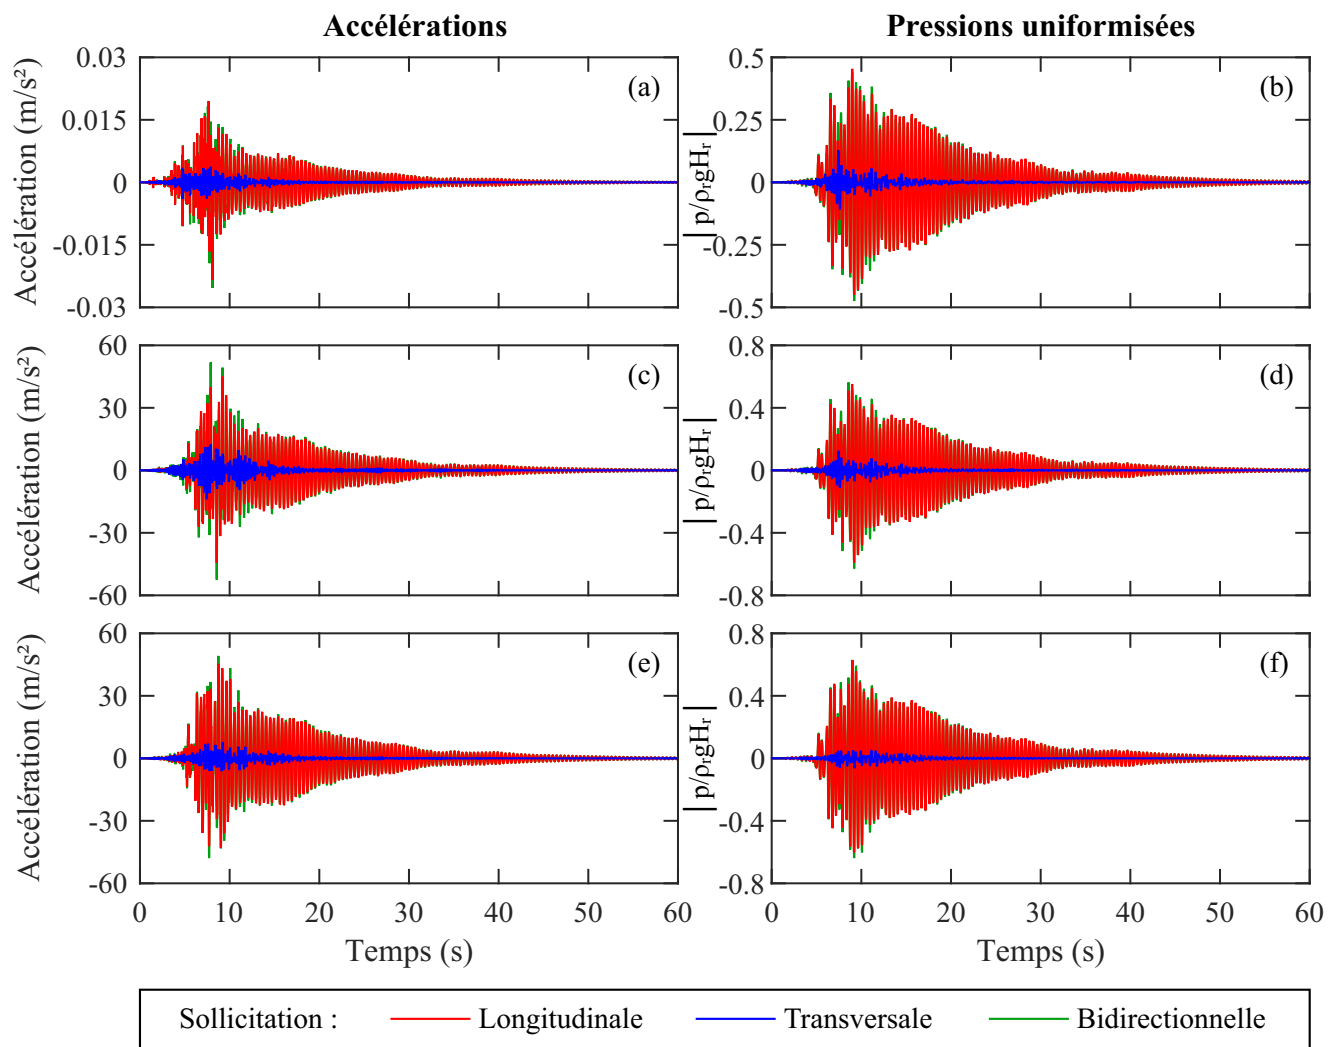 Accélérations
Pressions uniformisées
Accélération (m/s²)
0.03
0.015
0
-0.015
-0.03
(a)
|p/ρᵣgHᵣ|
0.5
0.25
0
-0.25
-0.5
(b)
Accélération (m/s²)
60
30
0
-30
-60
(c)
|p/ρᵣgHᵣ|
0.8
0.4
0
-0.4
-0.8
(d)
Accélération (m/s²)
60
30
0
-30
-60
(e)
0 10 20 30 40 50 60
Temps (s)
|p/ρᵣgHᵣ|
0.8
0.4
0
-0.4
-0.8
(f)
0 10 20 30 40 50 60
Temps (s)
Sollicitation : Longitudinale Transversale Bidirectionnelle